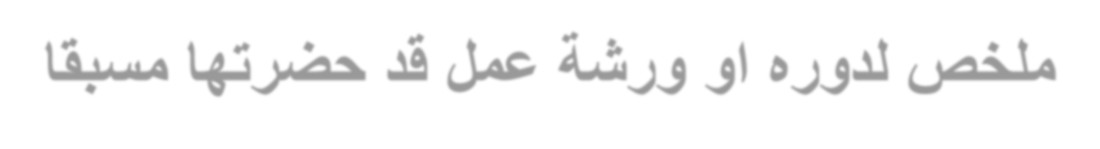 ملخص لدوره او ورشة عمل قد حضرتها مسبقا